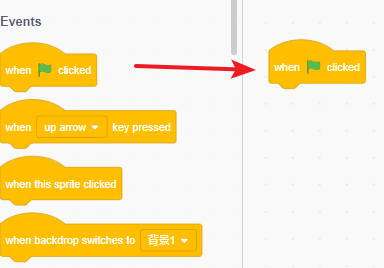 Events
when clicked
when clicked
when up arrow key pressed
when this sprite clicked
when backdrop switches to 背景1